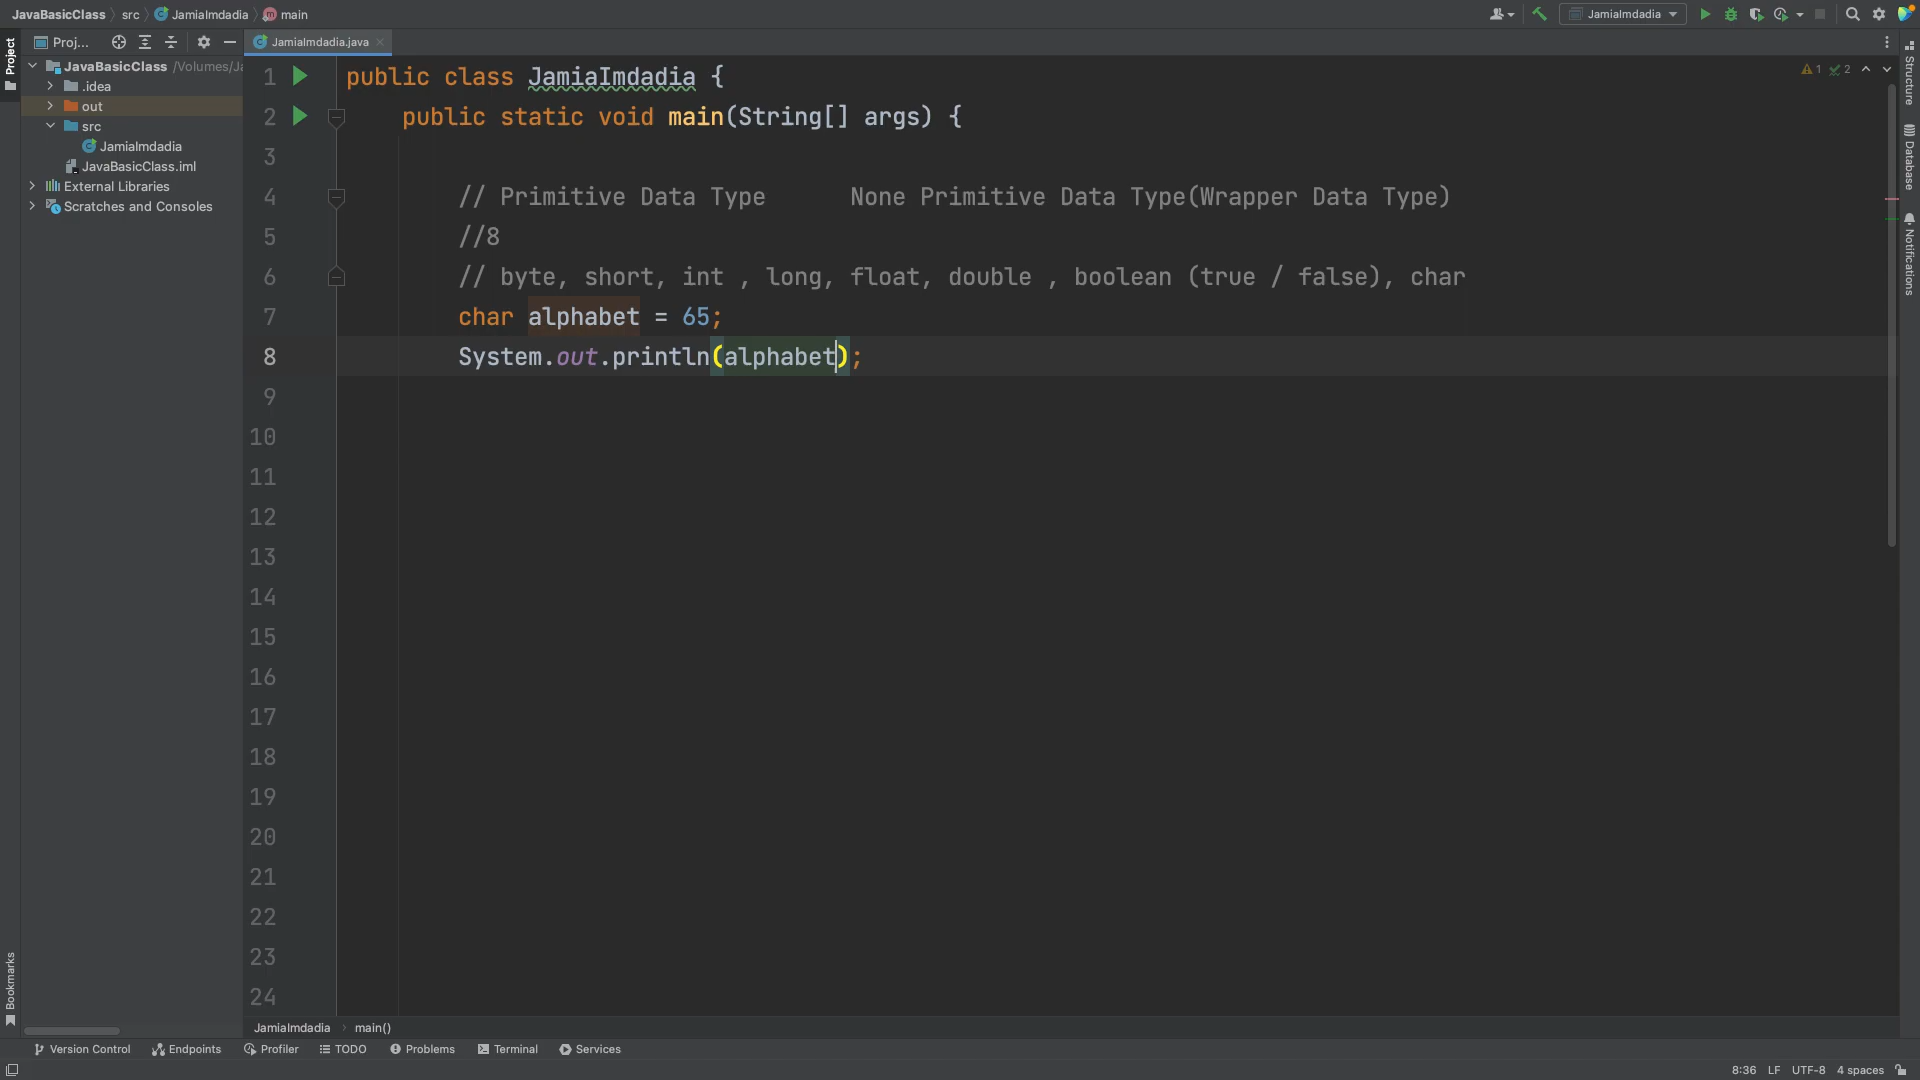 JavaBasicClass src JamiaImdadia main
JamiaImdadia
Proj...
JamiaImdadia.java
Project
JavaBasicClass /Volumes/Ja
.idea
out
src
JamiaImdadia
JavaBasicClass.iml
External Libraries
Scratches and Consoles
1 public class JamiaImdadia {
2 public static void main(String[] args) {
3
4 // Primitive Data Type None Primitive Data Type(Wrapper Data Type)
5 //8
6 // byte, short, int , long, float, double , boolean (true / false), char
7 char alphabet = 65;
8 System.out.println(alphabet);
9
10
11
12
13
14
15
16
17
18
19
20
21
22
23
24
1 2
Structure
Database
Notifications
Bookmarks
JamiaImdadia main()
Version Control Endpoints Profiler TODO Problems Terminal Services
8:36 LF UTF-8 4 spaces